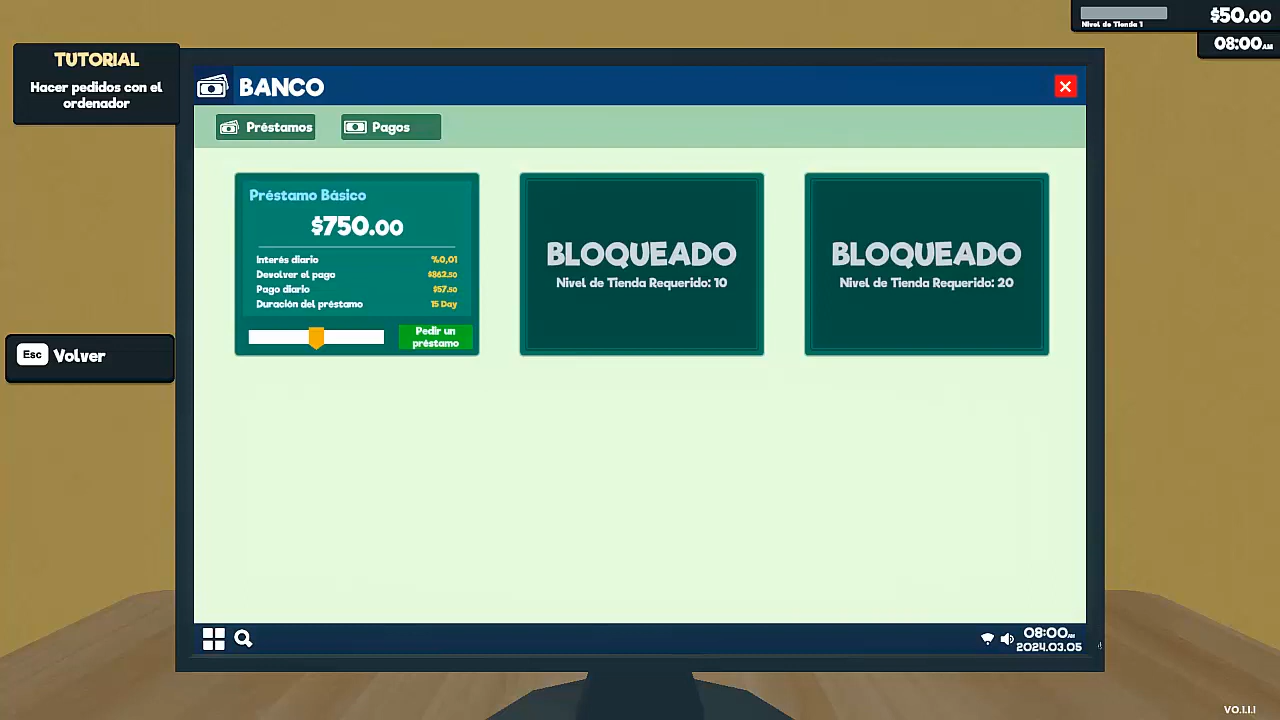 $50.00
Nivel de Tienda 1
08:00AM
TUTORIAL
Hacer pedidos con el
ordenador
BANCO
Préstamos
Pagos
Préstamo Básico
$750.00
Interés diario %0,01
Devolver el pago $862.50
Pago diario $57.50
Duración del préstamo 15 Day
Pedir un
préstamo
BLOQUEADO
Nivel de Tienda Requerido: 10
BLOQUEADO
Nivel de Tienda Requerido: 20
Esc Volver
08:00AM
2024.03.05
V0.1.1.1